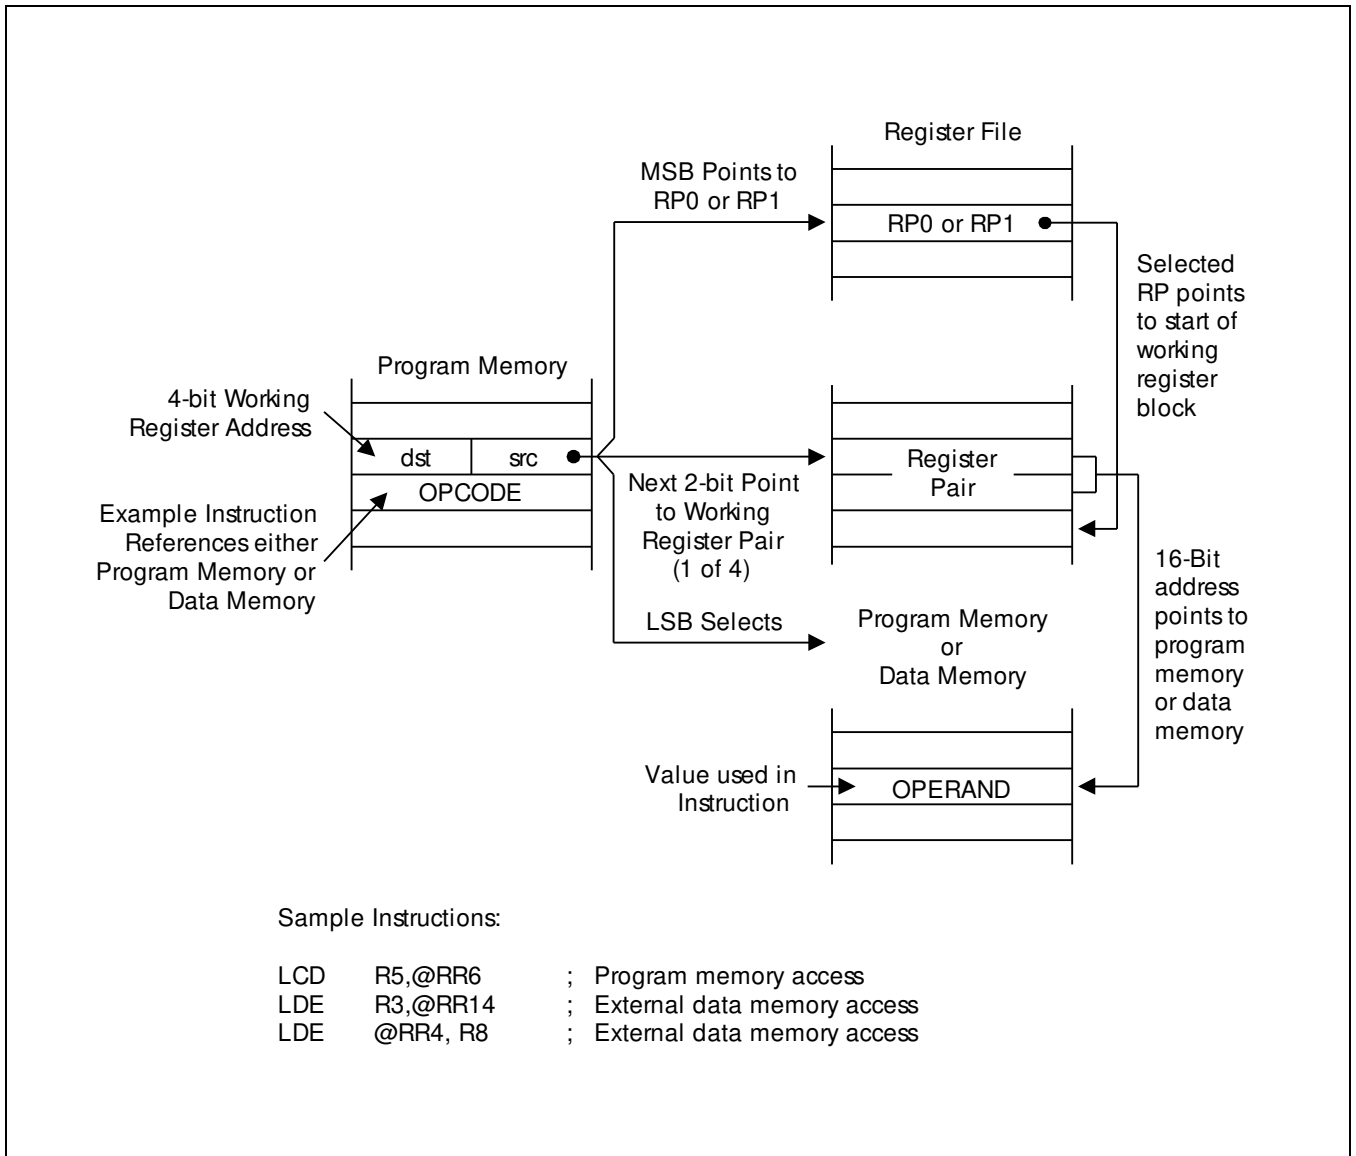 Register File
MSB Points to
RP0 or RP1
RP0 or RP1
Selected
RP points
to start of
working
register
block
Program Memory
4-bit Working
Register Address
dst src
OPCODE
Example Instruction
References either
Program Memory or
Data Memory
Next 2-bit Point
to Working
Register Pair
(1 of 4)
Register
Pair
LSB Selects
Program Memory
or
Data Memory
16-Bit
address
points to
program
memory
or data
memory
Value used in
Instruction
OPERAND
Sample Instructions:
LCD R5,@RR6 ; Program memory access
LDE R3,@RR14 ; External data memory access
LDE @RR4, R8 ; External data memory access